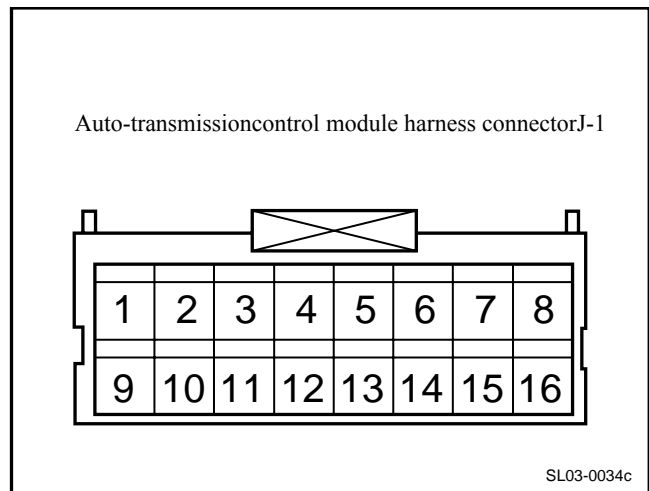 Auto-transmissioncontrol module harness connectorJ-1
1 2 3 4 5 6 7 8
9 10 11 12 13 14 15 16
SL03-0034c